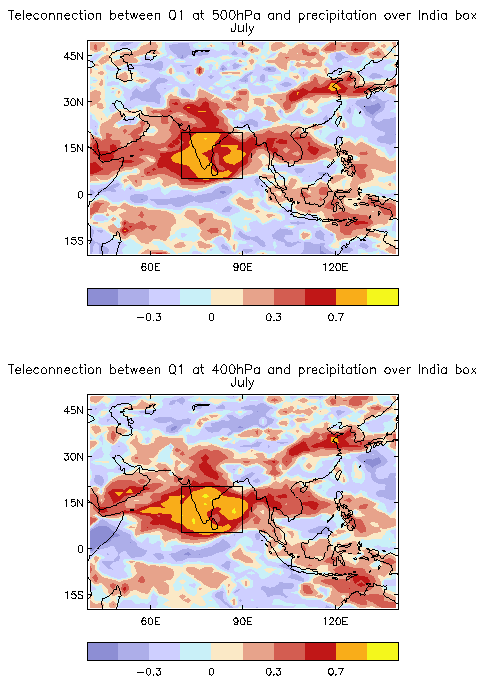 Teleconnection between Q1 at 500hPa and precipitation over India box
July
45N
30N
15N
0
15S
60E 90E 120E
−0.3 0 0.3 0.7
Teleconnection between Q1 at 400hPa and precipitation over India box
July
45N
30N
15N
0
15S
60E 90E 120E
−0.3 0 0.3 0.7